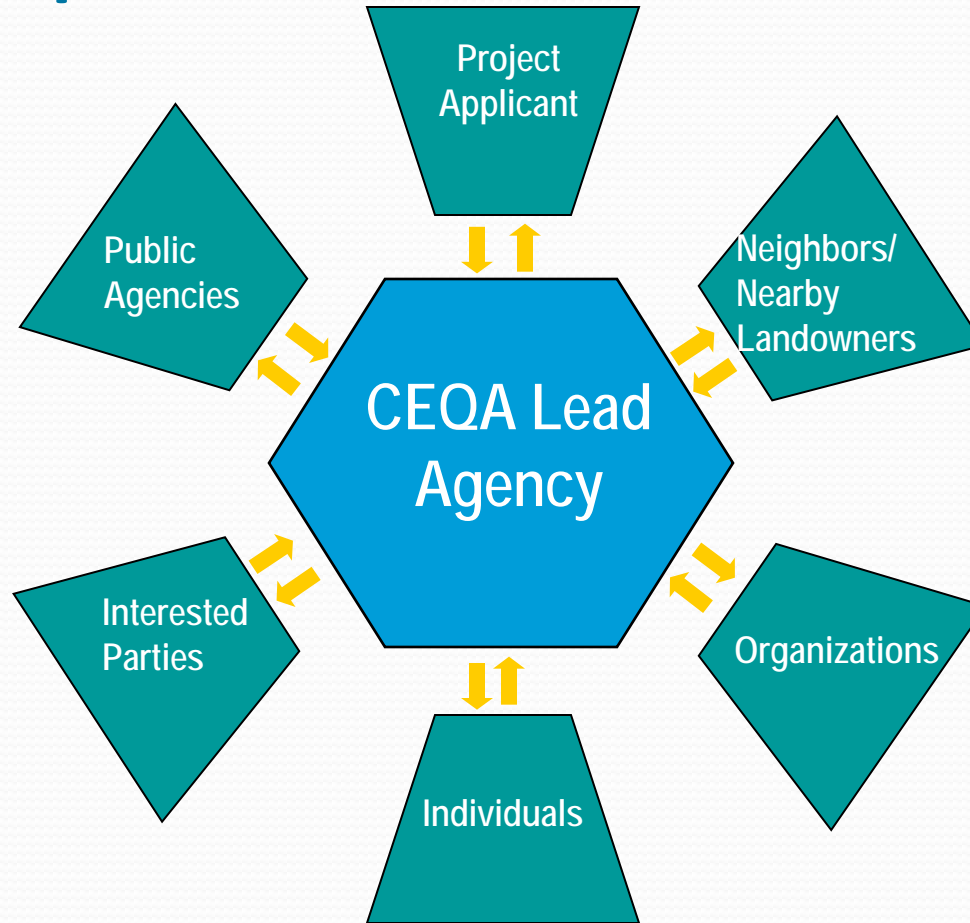 Project
Applicant
Public
Agencies
Neighbors/
Nearby
Landowners
CEQA Lead
Agency
Interested
Parties
Organizations
Individuals